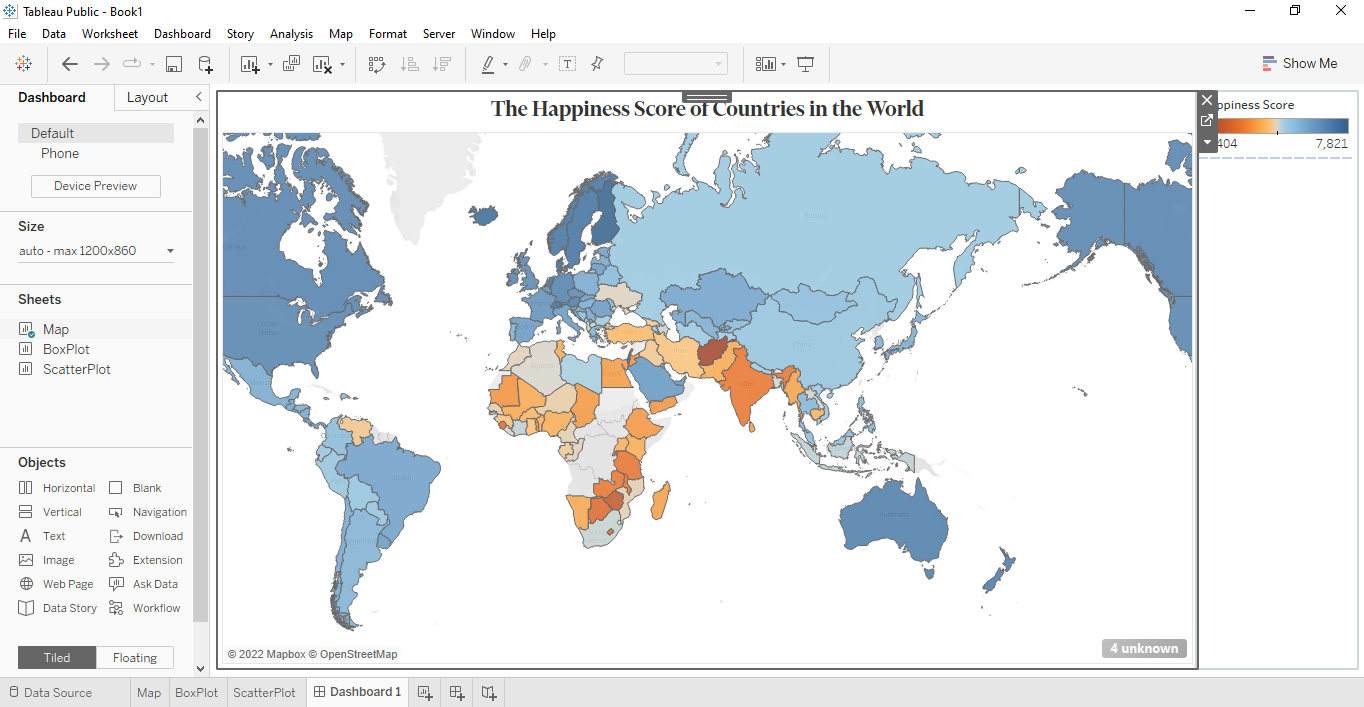 Tableau Public - Book1
File Data Worksheet Dashboard Story Analysis Map Format Server Window Help
Show Me
Dashboard Layout
Default
Phone
Device Preview
Size
auto - max 1200x860
Sheets
Map
BoxPlot
ScatterPlot
Objects
Horizontal Blank
Vertical Navigation
Text Download
Image Extension
Web Page Ask Data
Data Story Workflow
Tiled Floating
The Happiness Score of Countries in the World
ppiness Score
404 7,821
© 2022 Mapbox © OpenStreetMap
4 unknown
Data Source Map BoxPlot ScatterPlot Dashboard 1